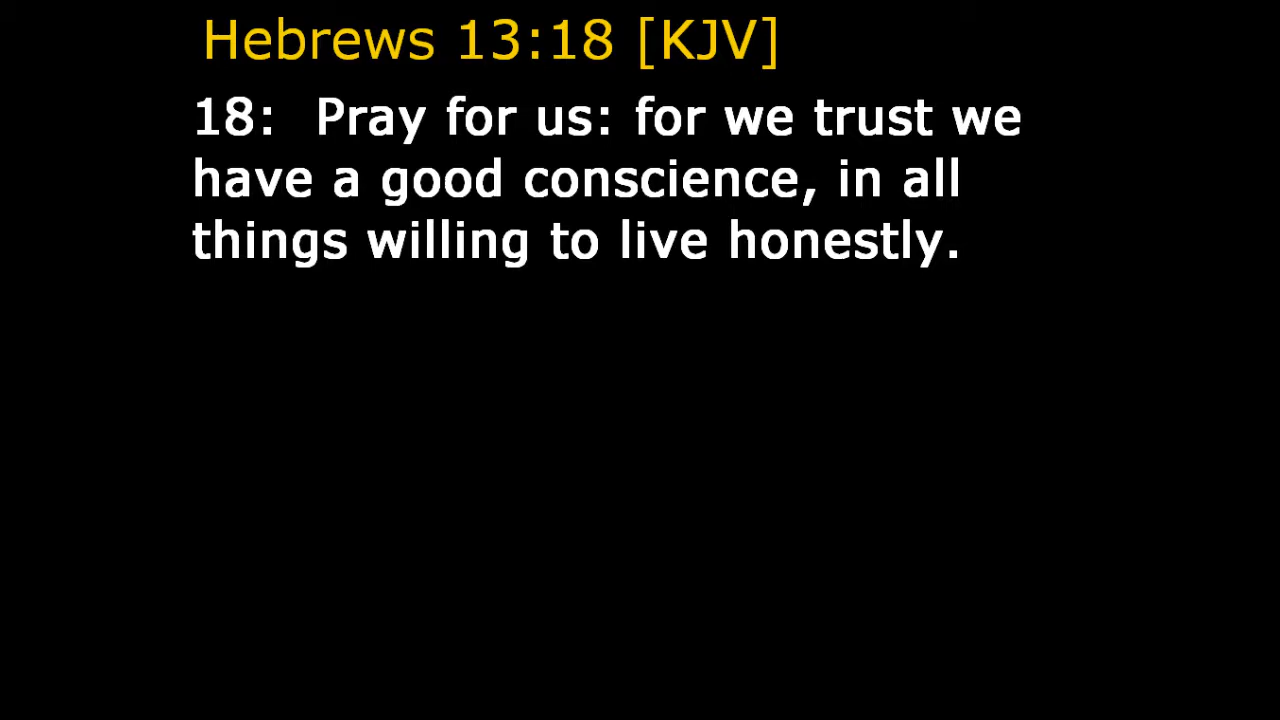 Hebrews 13:18 [KJV]
18:  Pray for us: for we trust we
have a good conscience, in all
things willing to live honestly.